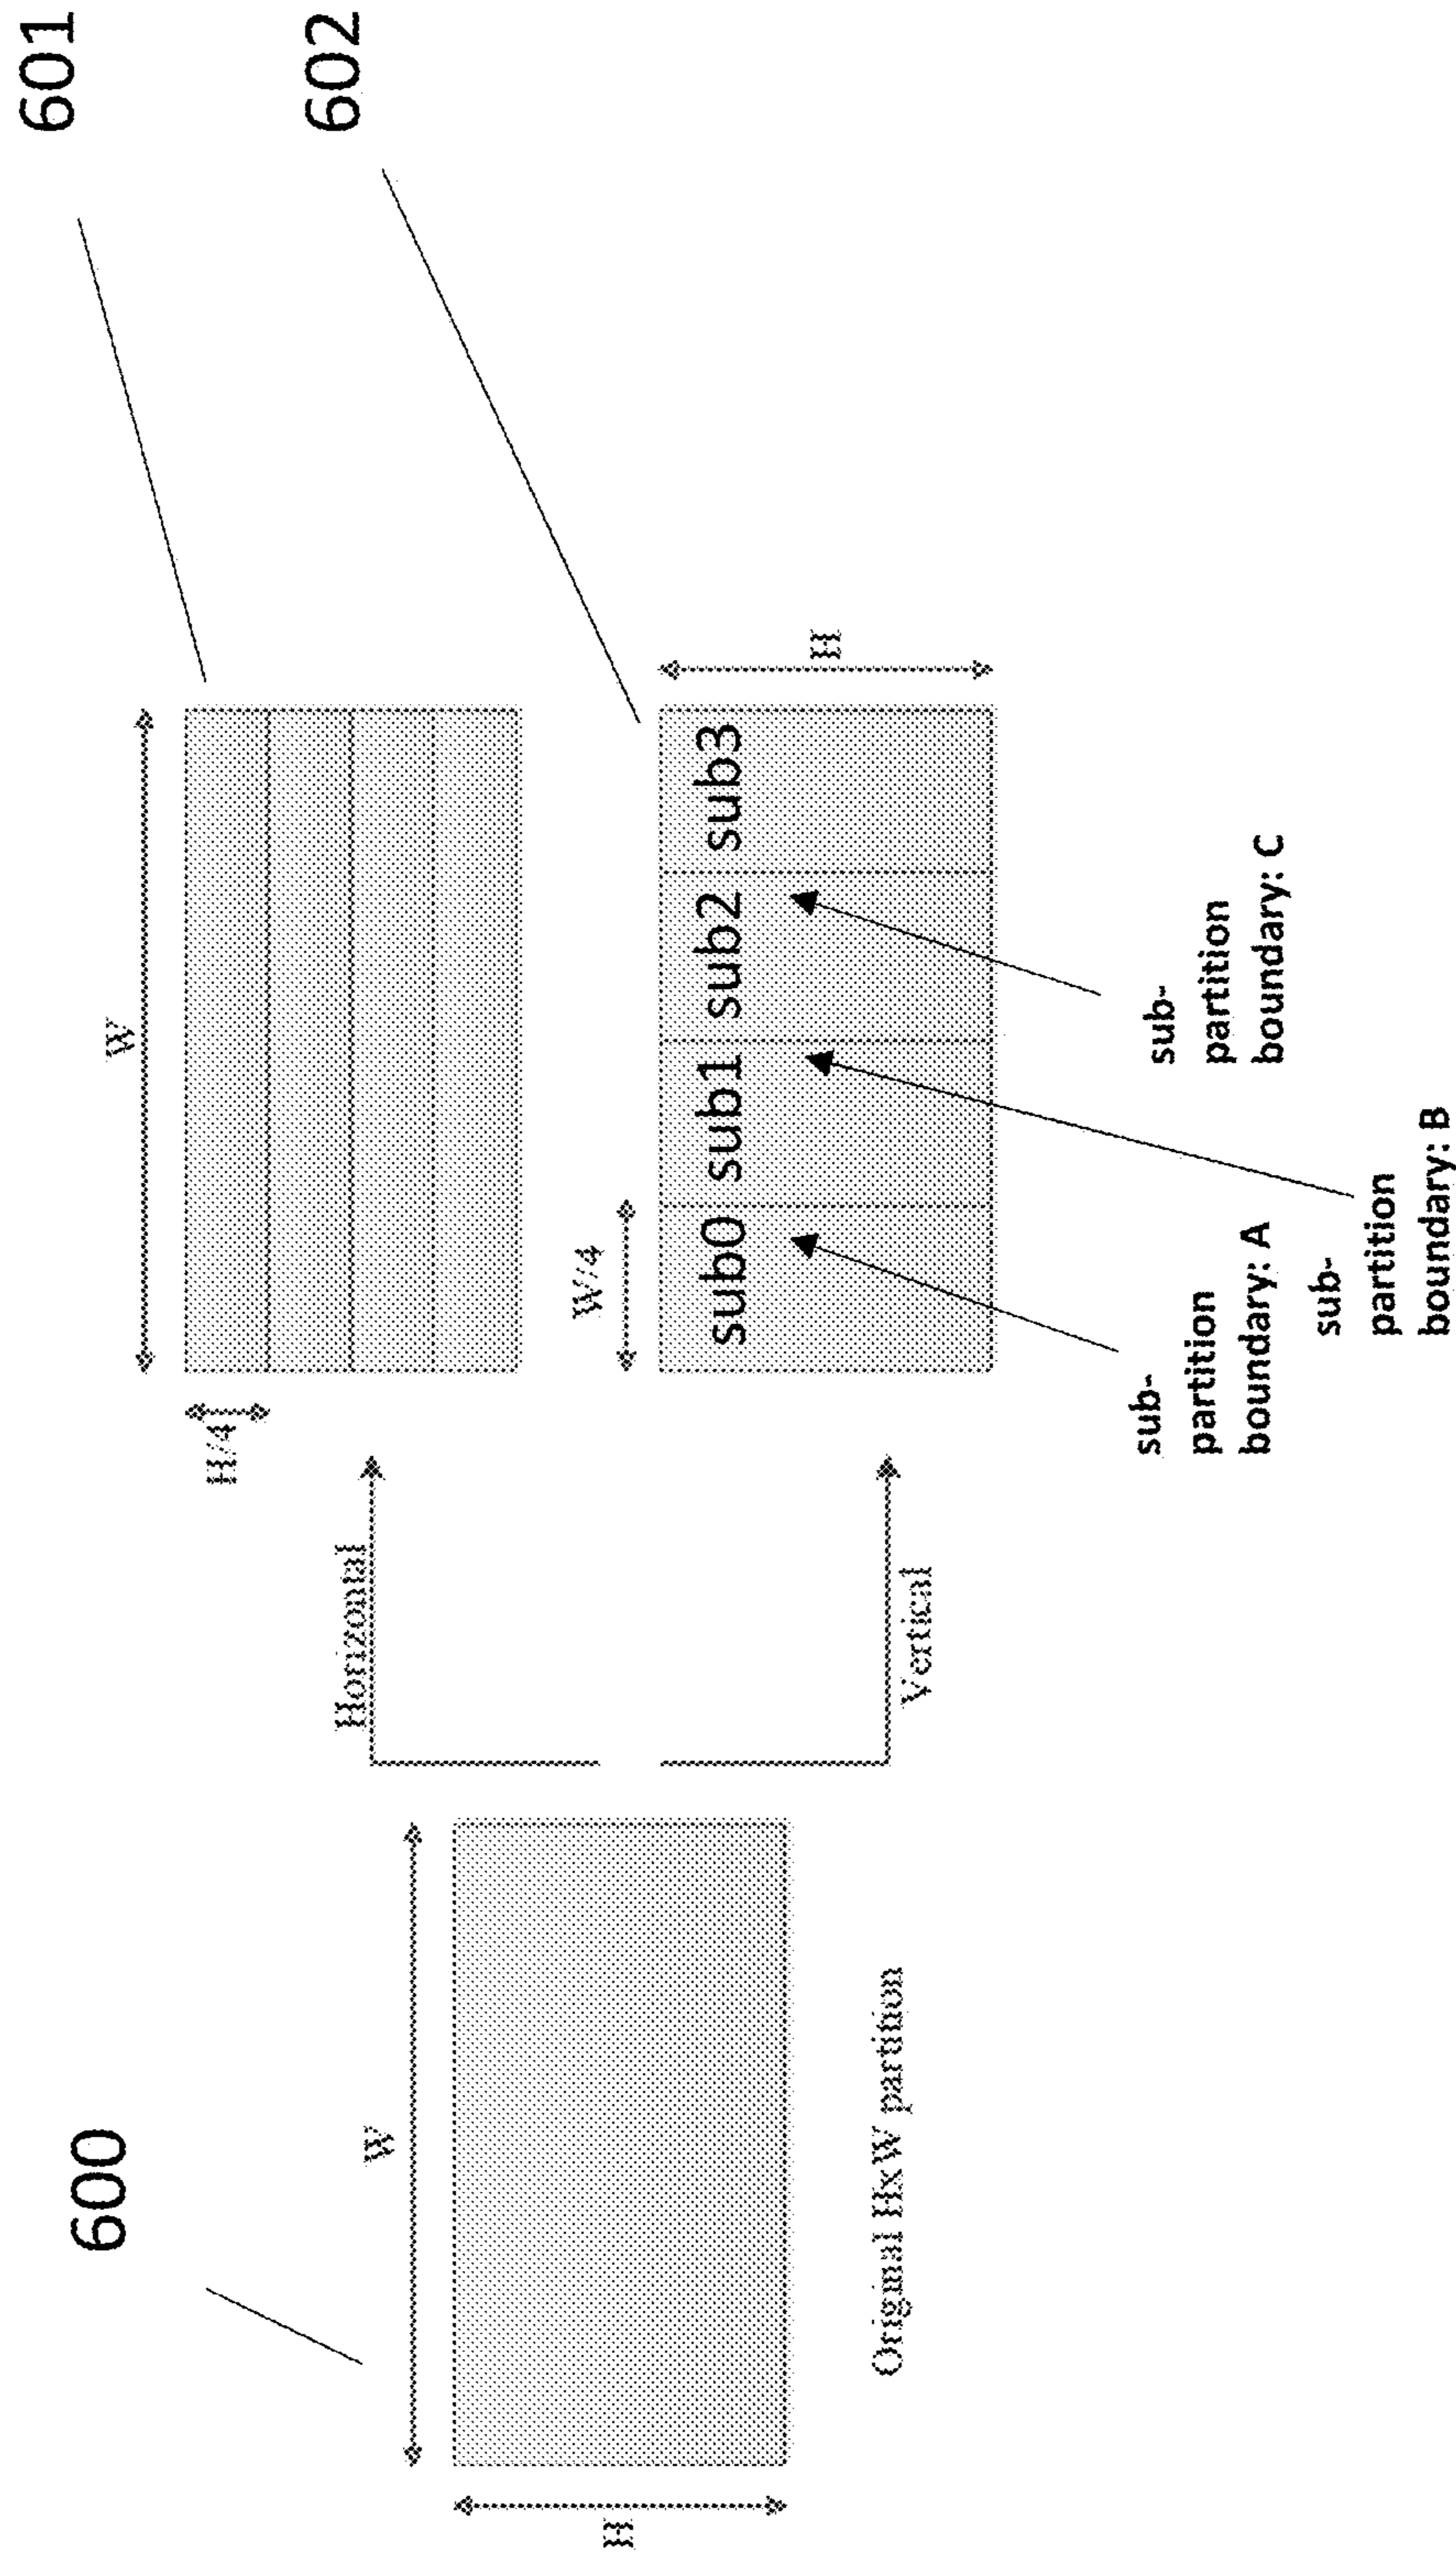 600
W
H
Original HxW partition
Horizontal
Vertical
601
W
H/4
602
W/4
H
sub0 sub1 sub2 sub3
sub-
partition
boundary: A
sub-
partition
boundary: B
sub-
partition
boundary: C